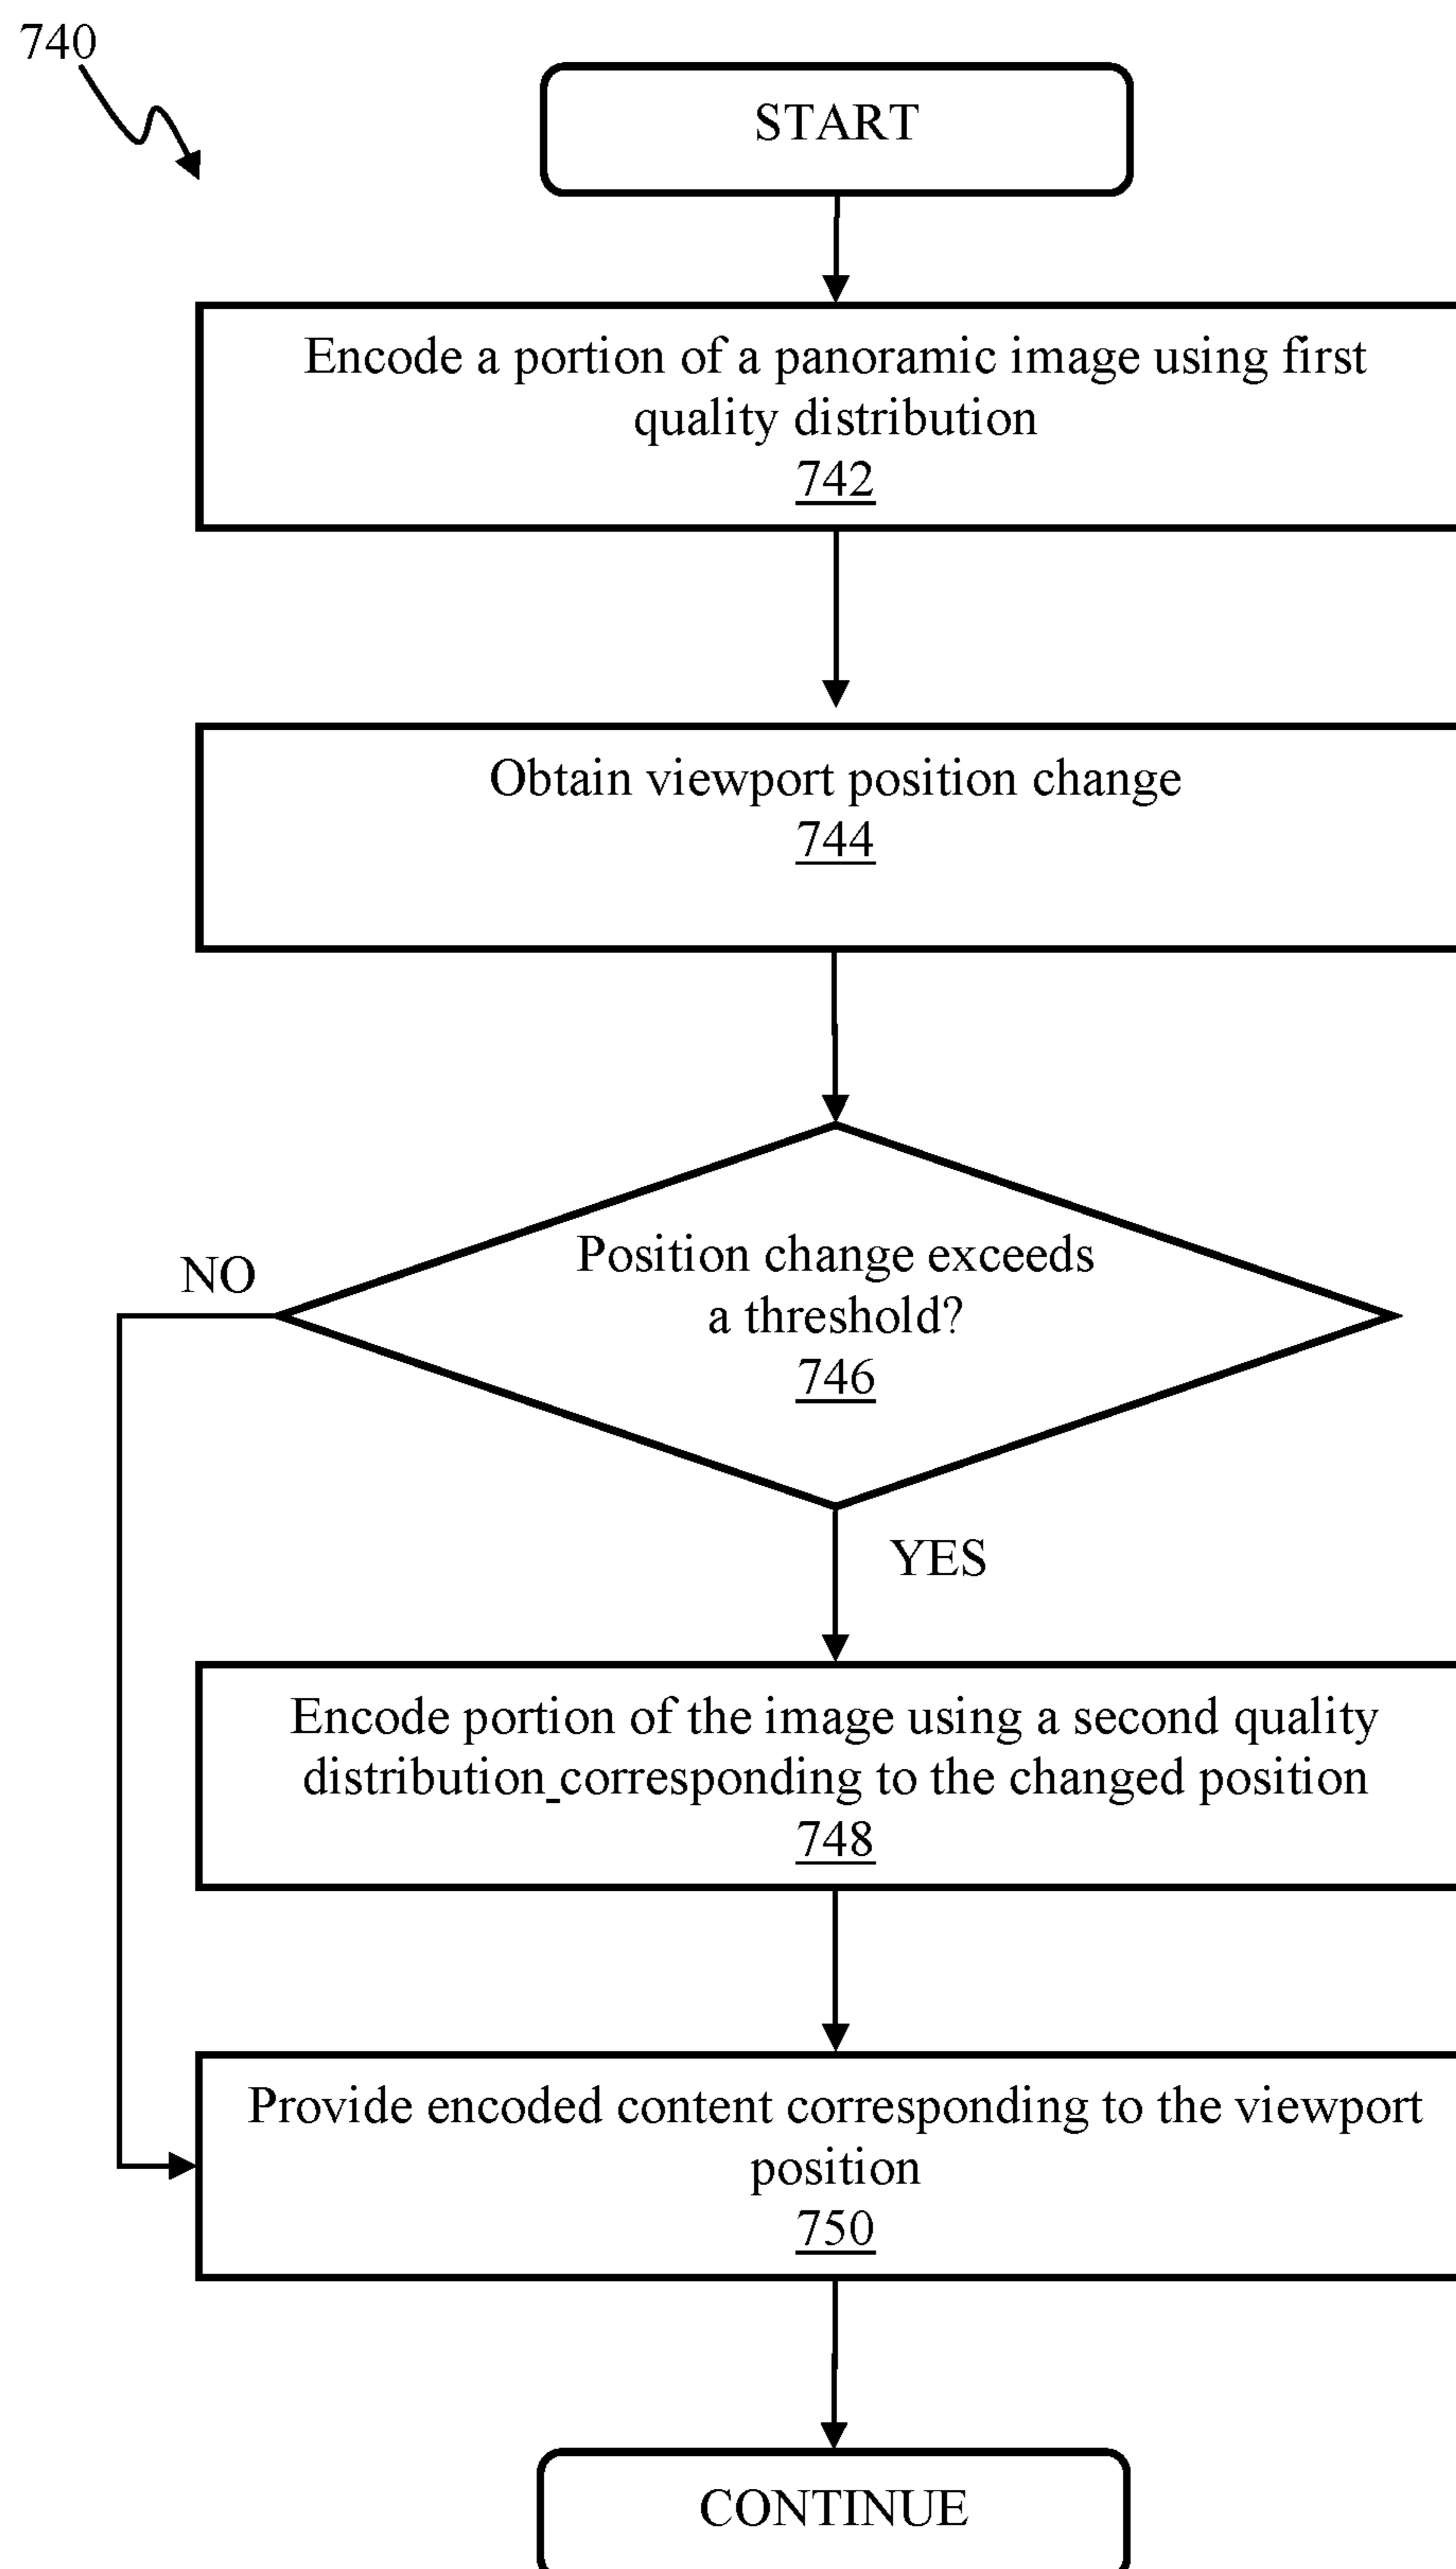 740
START
Encode a portion of a panoramic image using first
quality distribution
742
Obtain viewport position change
744
Position change exceeds
a threshold?
746
NO
YES
Encode portion of the image using a second quality
distribution_corresponding to the changed position
748
Provide encoded content corresponding to the viewport
position
750
CONTINUE